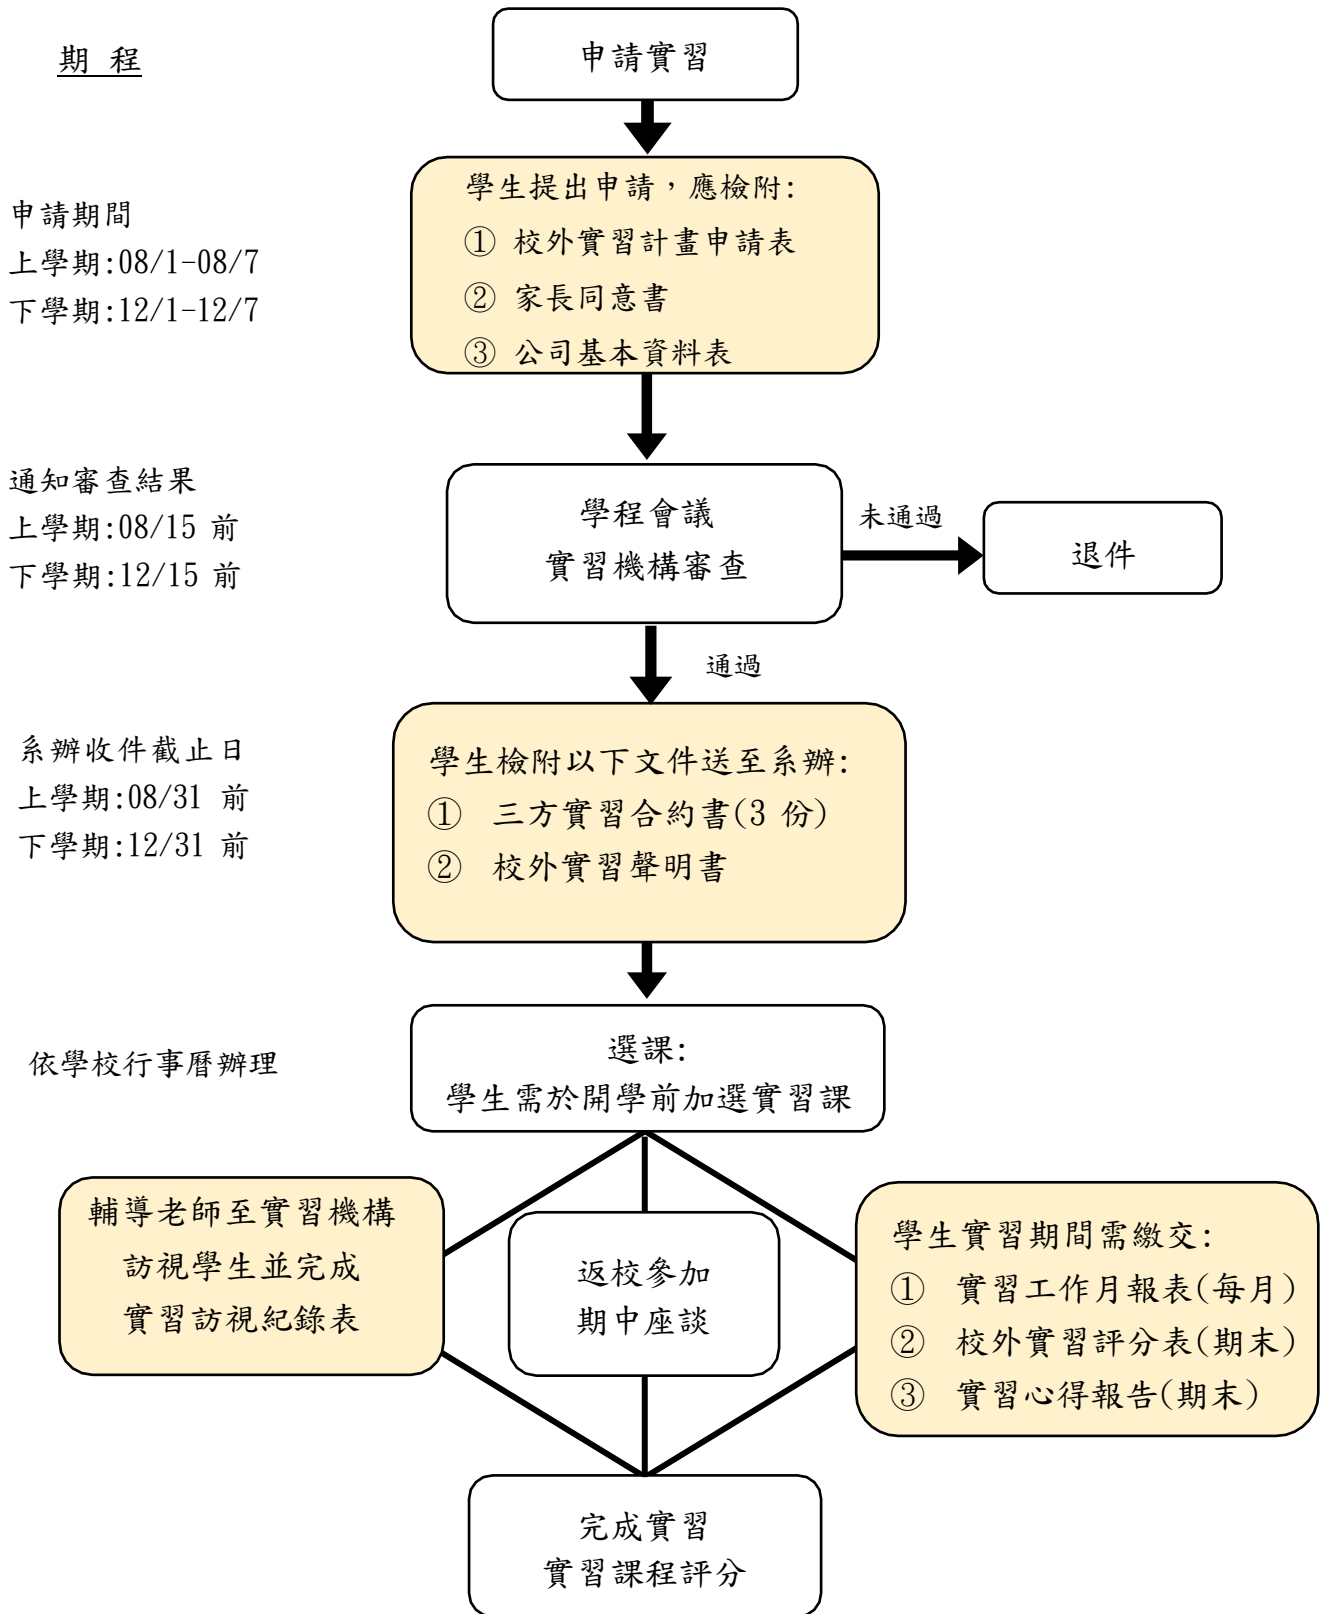 期 程
申請實習
申請期間
上學期:08/1-08/7
下學期:12/1-12/7
學生提出申請，應檢附:
① 校外實習計畫申請表
② 家長同意書
③ 公司基本資料表
通知審查結果
上學期:08/15 前
下學期:12/15 前
學程會議
實習機構審查
未通過
退件
通過
系辦收件截止日
上學期:08/31 前
下學期:12/31 前
學生檢附以下文件送至系辦:
① 三方實習合約書(3 份)
② 校外實習聲明書
依學校行事曆辦理
選課:
學生需於開學前加選實習課
輔導老師至實習機構
訪視學生並完成
實習訪視紀錄表
返校參加
期中座談
學生實習期間需繳交:
① 實習工作月報表(每月)
② 校外實習評分表(期末)
③ 實習心得報告(期末)
完成實習
實習課程評分